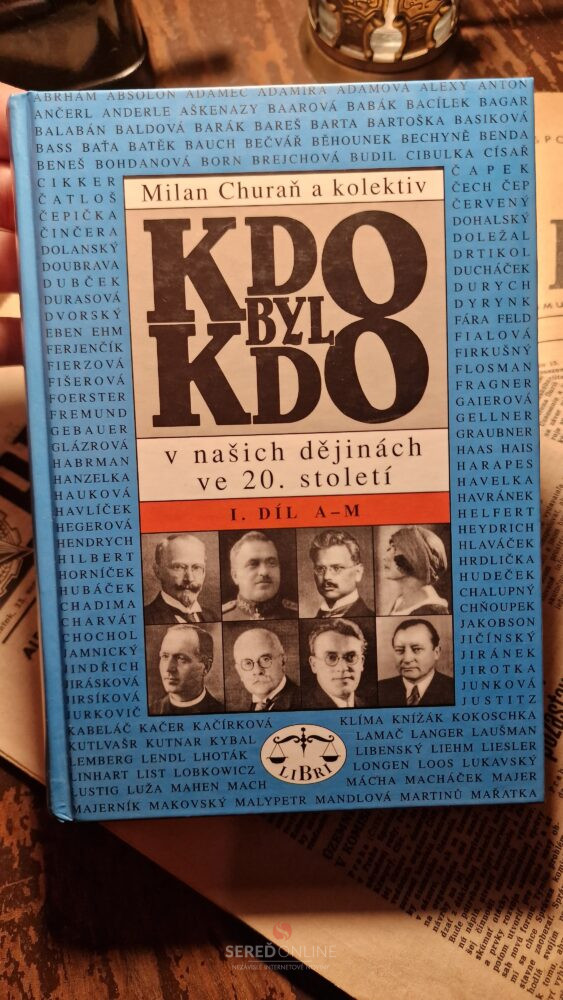 ABRHAM ABSOLON ADAMEC ADAMIRA ADAMOVÁ ALEXY ANTON
ANČERL ANDERLE AŠKENAZY BAAROVÁ BABÁK BACÍLEK BAGAR
BALABÁN BALDOVÁ BARÁK BAREŠ BARTA BARTOŠKA BASIKOVÁ
BASS BAŤA BATĚK BAUCH BEČVÁŘ BĚHOUNEK BECHYNĚ BENDA
BENEŠ BOHDANOVÁ BORN BREJCHOVÁ BUDIL CIBULKA CÍSAŘ
CIKKER
ČATLOŠ
ČEPIČKA
ČINČERA
DOLANSKÝ
DOUBRAVA
DUBČEK
DURASOVÁ
DVORSKÝ
EBEN EHM
FERJENČÍK
FIERZOVÁ
FIŠEROVÁ
FOERSTER
FREMUND
GEBAUER
GLÁZROVÁ
HABRMAN
HANZELKA
HAUKOVÁ
HAVLÍČEK
HEGEROVÁ
HENDRYCH
HILBERT
HORNÍČEK
HUBÁČEK
CHADIMA
CHARVÁT
CHOCHOL
JAMNICKÝ
JINDŘICH
JIRÁSKOVÁ
JIRSÍKOVÁ
JURKOVIČ
Milan Churaň a kolektiv
KDO
BYL
KDO
v našich dějinách
ve 20. století
I. DÍL A–M
ČAPEK
ČECH ČEP
ČERVENÝ
DOHALSKÝ
DOLEŽAL
DRTIKOL
DUCHÁČEK
DURYCH
DYRYNK
FÁRA FELD
FIALOVÁ
FIRKUŠNÝ
FLOSMAN
FRAGNER
GAIEROVÁ
GELLNER
GRAUBNER
HAAS HAIS
HARAPES
HAVELKA
HAVRÁNEK
HELFERT
HEYDRICH
HLAVÁČEK
HRDLIČKA
HUDEČEK
CHALUPNÝ
CHŇOUPEK
JAKOBSON
JIČÍNSKÝ
JIRÁNEK
JIROTKA
JUNKOVÁ
JUSTITZ
KABELÁČ KAČER KAČÍRKOVÁ KLÍMA KNÍŽÁK KOKOSCHKA
KUTLVAŠR KUTNAR KYBAL LAMAČ LANGER LAUŠMAN
LEMBERG LENDL LHOTÁK LIBENSKÝ LIEHM LIESLER
LINHART LIST LOBKOWICZ LONGEN LOOS LUKAVSKÝ
LUSTIG LUŽA MAHEN MACH MÁCHA MACHÁČEK MAJER
MAJERNÍK MAKOVSKÝ MALYPETR MANDLOVÁ MARTINŮ MAŘATKA
LIBRI
SEREĎONLINE
NEZÁVISLÉ INTERNETOVÉ NOVINY